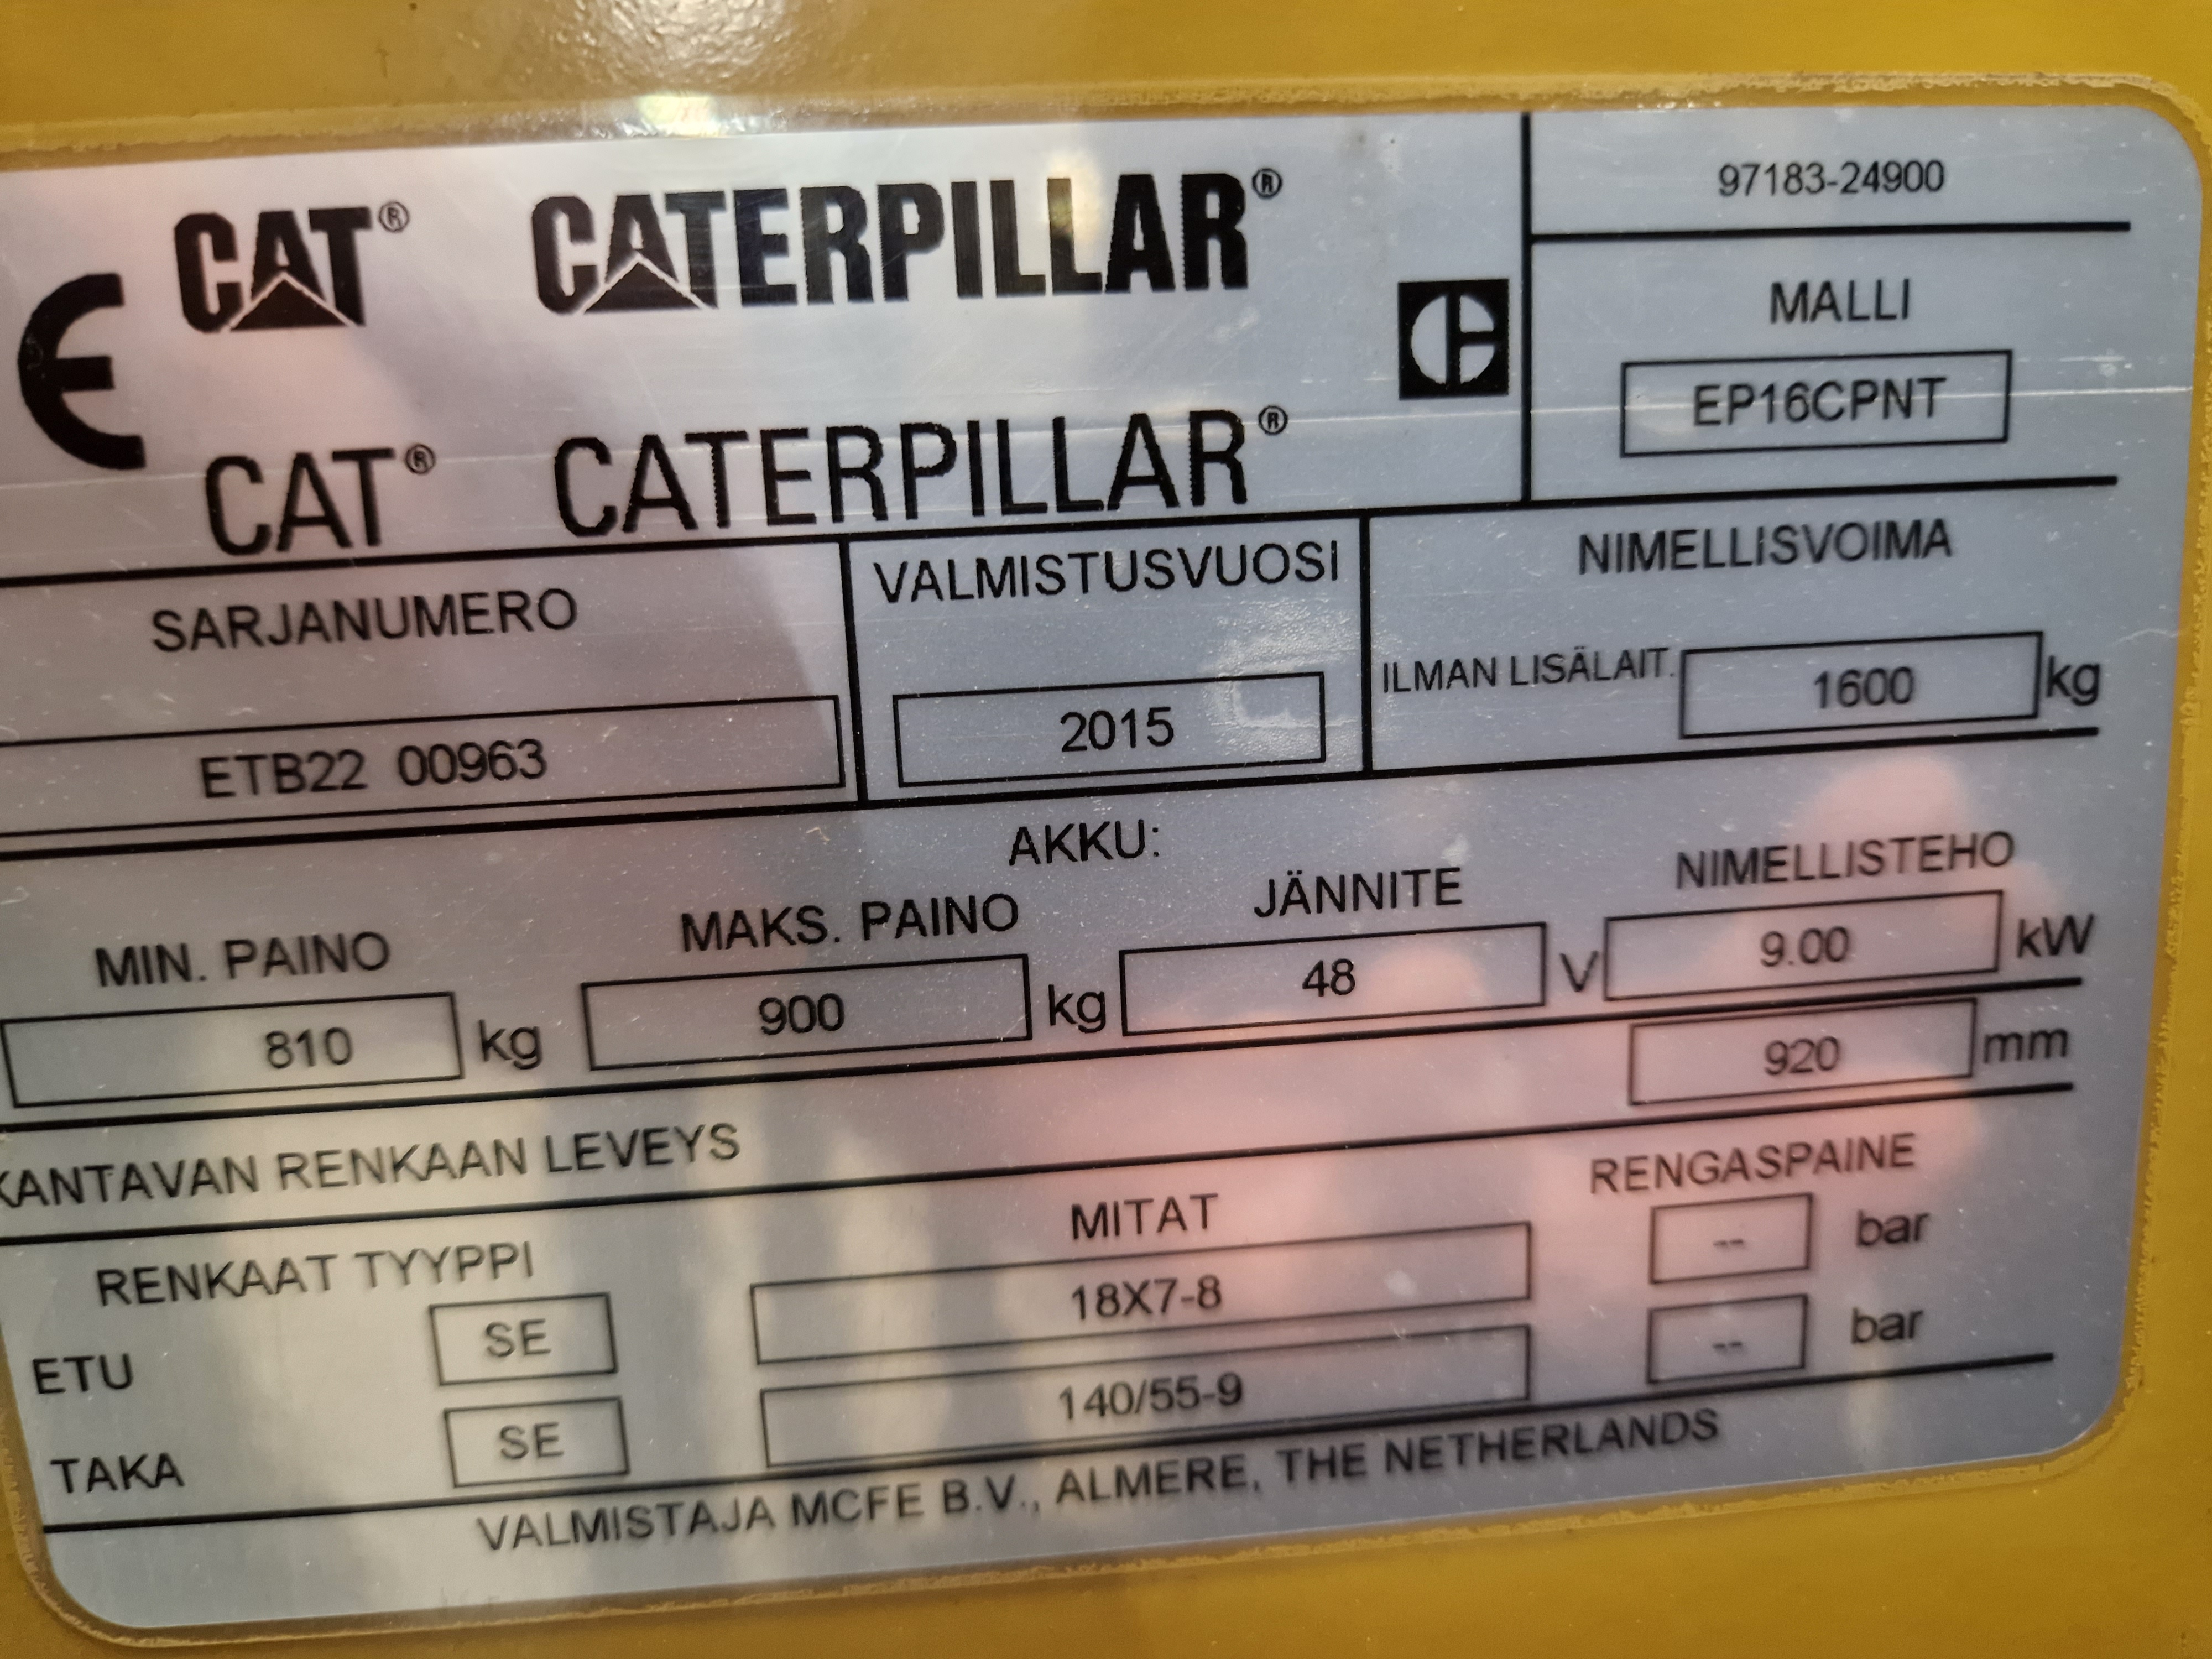 CAT® CATERPILLAR®
97183-24900
MALLI
EP16CPNT
CAT® CATERPILLAR®
SARJANUMERO
ETB22 00963
VALMISTUSVUOSI
2015
NIMELLISVOIMA
ILMAN LISÄLAIT. 1600 kg
AKKU:
MIN. PAINO
810 kg
MAKS. PAINO
900 kg
JÄNNITE
48 V
NIMELLISTEHO
9.00 kW
KANTAVAN RENKAAN LEVEYS 920 mm
RENKAAT TYYPPI MITAT RENGASPAINE
ETU SE 18X7-8 -- bar
TAKA SE 140/55-9 -- bar
VALMISTAJA MCFE B.V., ALMERE, THE NETHERLANDS